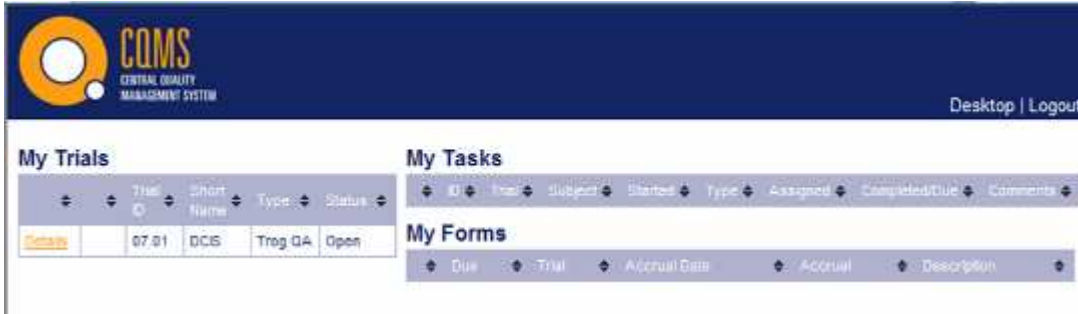 CQMS
CENTRAL QUALITY
MANAGEMENT SYSTEM
Desktop | Logout
My Trials
Trial ID Short Name Type Status
Details 07.01 DCIS Trog QA Open
My Tasks
ID Trial Subject Started Type Assigned Completed/Due Comments
My Forms
Due Trial Accrual Date Accrual Description